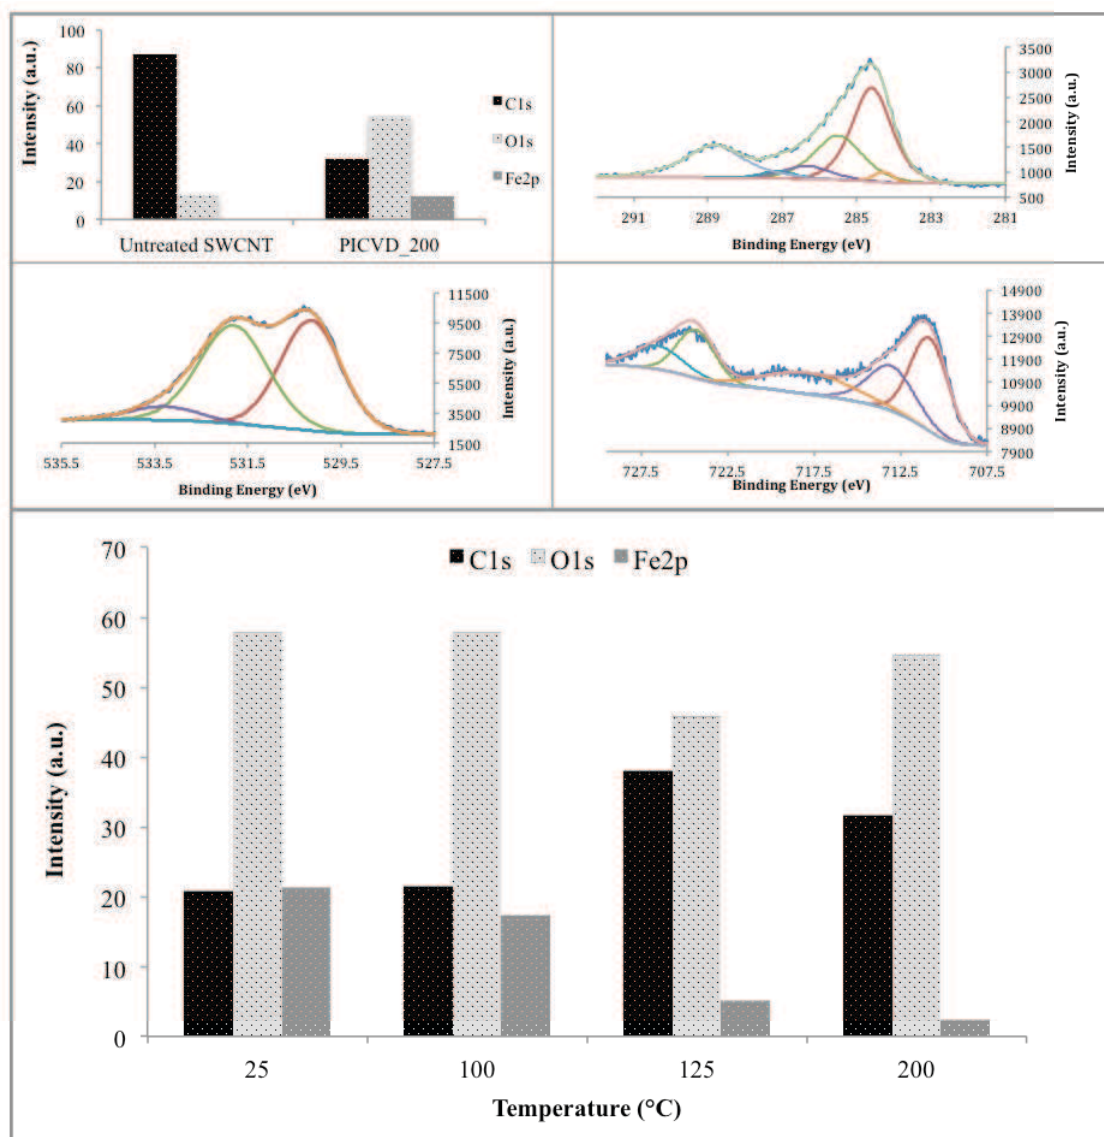 100
80
60
40
20
0
Intensity (a.u.)
Untreated SWCNT PICVD_200
C1s
O1s
Fe2p
3500
3000
2500
2000
1500
1000
500
Intensity (a.u.)
291 289 287 285 283 281
Binding Energy (eV)
11500
9500
7500
5500
3500
1500
Intensity (a.u.)
535.5 533.5 531.5 529.5 527.5
Binding Energy (eV)
14900
13900
12900
11900
10900
9900
8900
7900
Intensity (a.u.)
727.5 722.5 717.5 712.5 707.5
Binding Energy (eV)
C1s O1s Fe2p
70
60
50
40
30
20
10
0
Intensity (a.u.)
25 100 125 200
Temperature (°C)